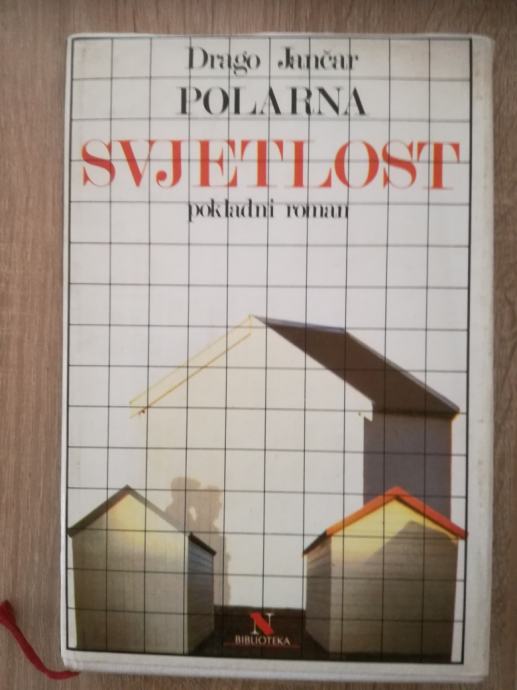 Drago Jančar
POLARNA
SVJETLOST
pokladni roman
N
BIBLIOTEKA